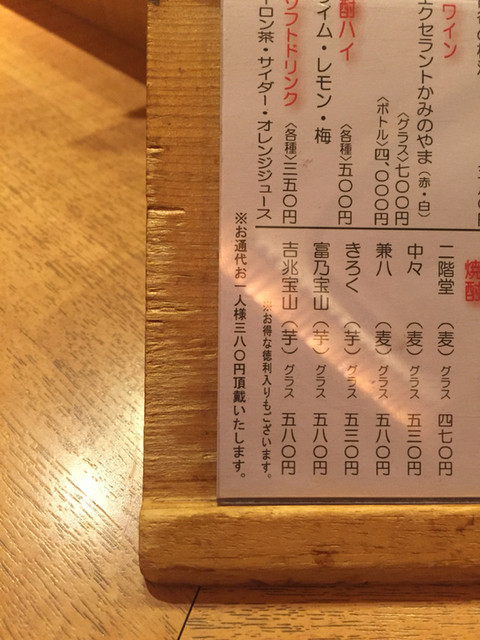 ワイン
エクセラントかみのやま（赤・白）
〈グラス〉七〇〇円
〈ボトル〉四、〇〇〇円
酎ハイ
ライム・レモン・梅
〈各種〉五〇〇円
ソフトドリンク
ーロン茶・サイダー・オレンジジュース
〈各種〉三五〇円
焼酎
二階堂（麦）グラス 四七〇円
中々（麦）グラス 五三〇円
兼八（麦）グラス 五八〇円
きろく（芋）グラス 五三〇円
富乃宝山（芋）グラス 五八〇円
吉兆宝山（芋）グラス 五八〇円
※お得な徳利入りもございます。
※お通代お一人様三八〇円頂戴いたします。